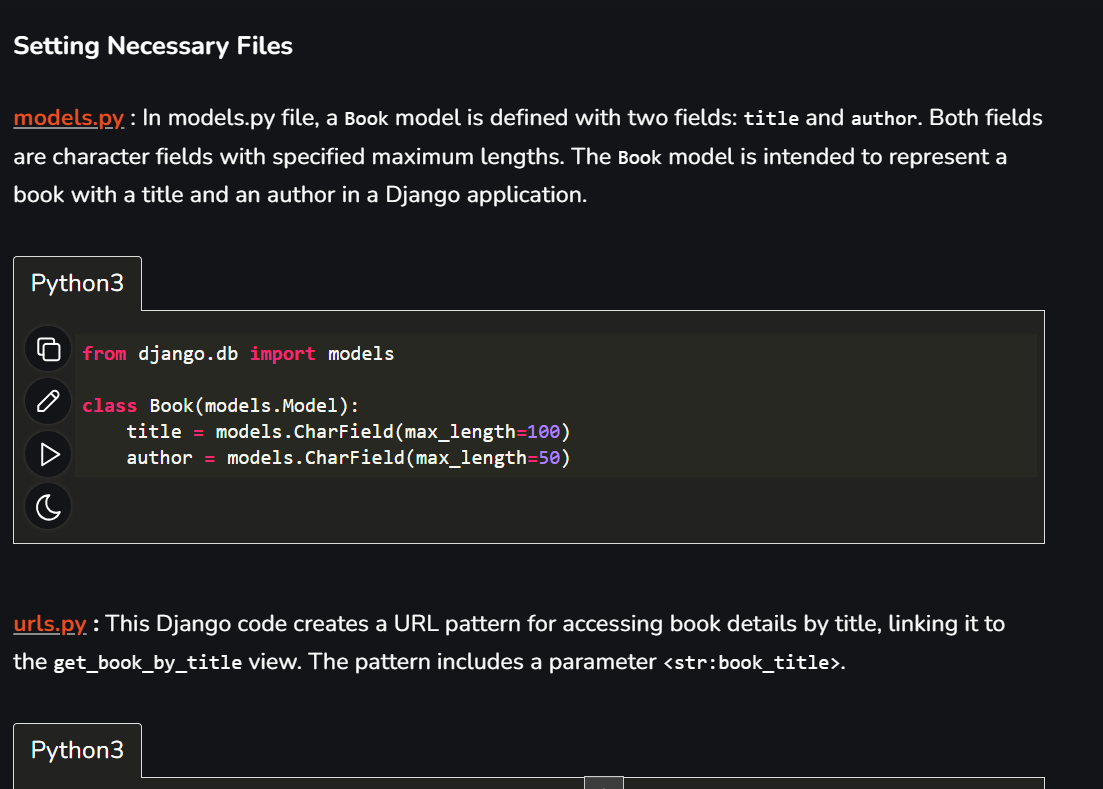 Setting Necessary Files
models.py : In models.py file, a Book model is defined with two fields: title and author. Both fields
are character fields with specified maximum lengths. The Book model is intended to represent a
book with a title and an author in a Django application.
Python3
from django.db import models
class Book(models.Model):
    title = models.CharField(max_length=100)
    author = models.CharField(max_length=50)
urls.py : This Django code creates a URL pattern for accessing book details by title, linking it to
the get_book_by_title view. The pattern includes a parameter <str:book_title>.
Python3